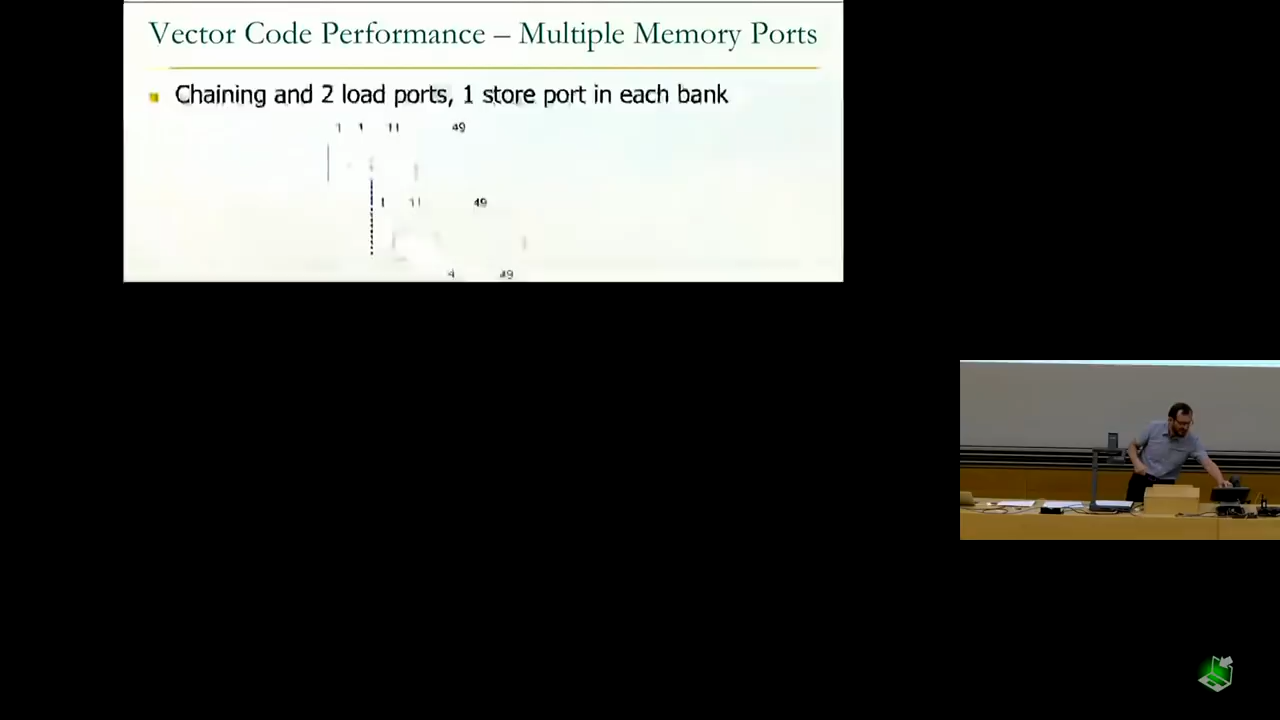 Vector Code Performance – Multiple Memory Ports
Chaining and 2 load ports, 1 store port in each bank
1 1 11 49
1 11 49
4 49